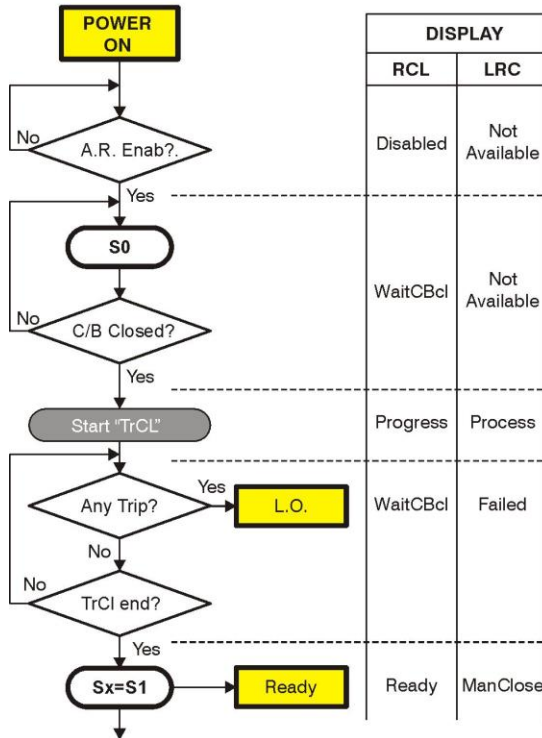 POWER
ON
DISPLAY
RCL LRC
No
A.R. Enab?.
Disabled
Not
Available
Yes
S0
No
C/B Closed?
WaitCBcl
Not
Available
Yes
Start "TrCL"
Progress
Process
Any Trip?
Yes
L.O.
WaitCBcl
Failed
No
No
TrCl end?
Yes
Sx=S1
Ready
Ready
ManClose